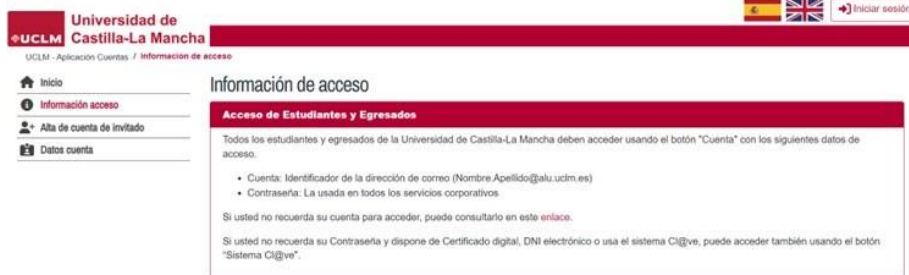 Iniciar sesión
Universidad de
UCLM Castilla-La Mancha
UCLM - Aplicación Cuentas / Información de acceso
Inicio
Información acceso
Alta de cuenta de invitado
Datos cuenta
Información de acceso
Acceso de Estudiantes y Egresados
Todos los estudiantes y egresados de la Universidad de Castilla-La Mancha deben acceder usando el botón "Cuenta" con los siguientes datos de
acceso.
• Cuenta: Identificador de la dirección de correo (Nombre.Apellido@alu.uclm.es)
• Contraseña: La usada en todos los servicios corporativos
Si usted no recuerda su cuenta para acceder, puede consultarlo en este enlace.
Si usted no recuerda su Contraseña y dispone de Certificado digital, DNI electrónico o usa el sistema Cl@ve, puede acceder también usando el botón
"Sistema Cl@ve".